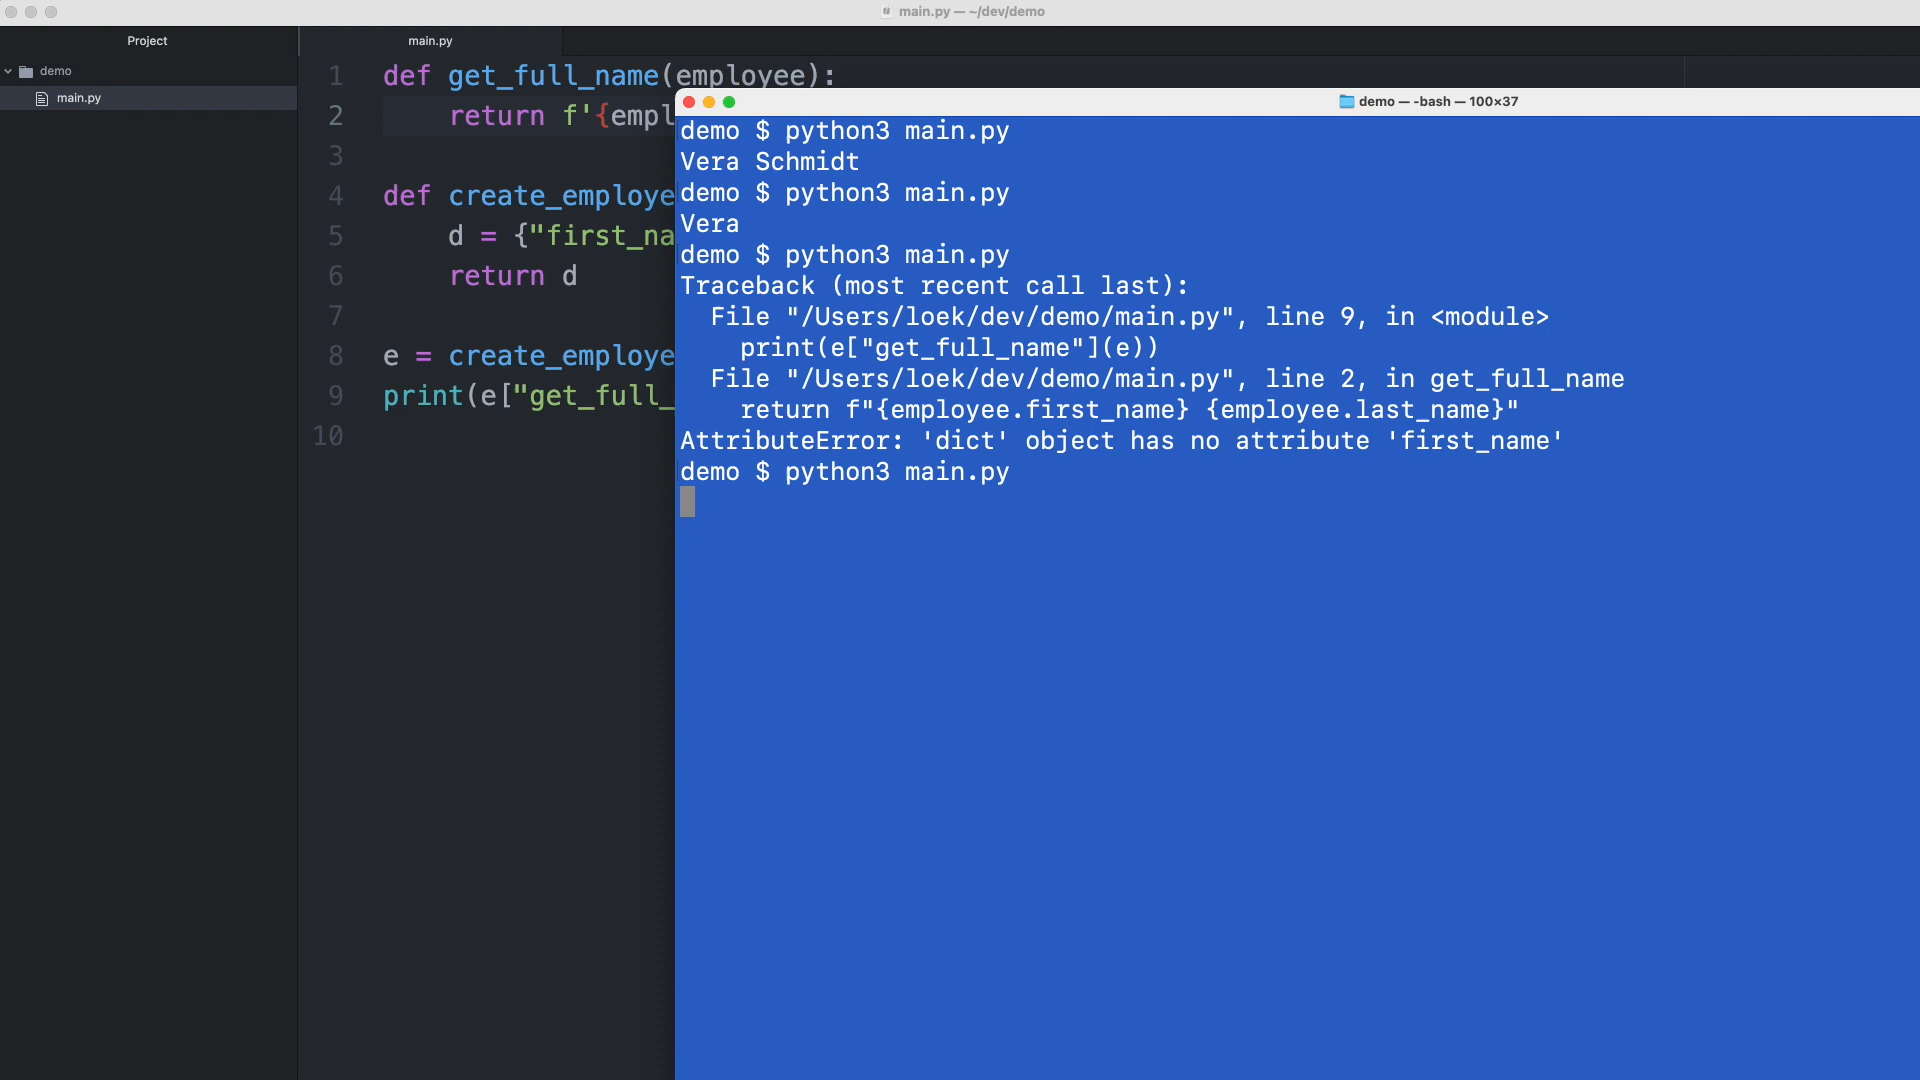 main.py — ~/dev/demo
Project
main.py
demo
main.py
1 def get_full_name(employee):
2 return f'{empl
3
4 def create_employe
5 d = {"first_na
6 return d
7
8 e = create_employe
9 print(e["get_full_
10
demo — -bash — 100×37
demo $ python3 main.py
Vera Schmidt
demo $ python3 main.py
Vera
demo $ python3 main.py
Traceback (most recent call last):
File "/Users/loek/dev/demo/main.py", line 9, in <module>
print(e["get_full_name"](e))
File "/Users/loek/dev/demo/main.py", line 2, in get_full_name
return f"{employee.first_name} {employee.last_name}"
AttributeError: 'dict' object has no attribute 'first_name'
demo $ python3 main.py